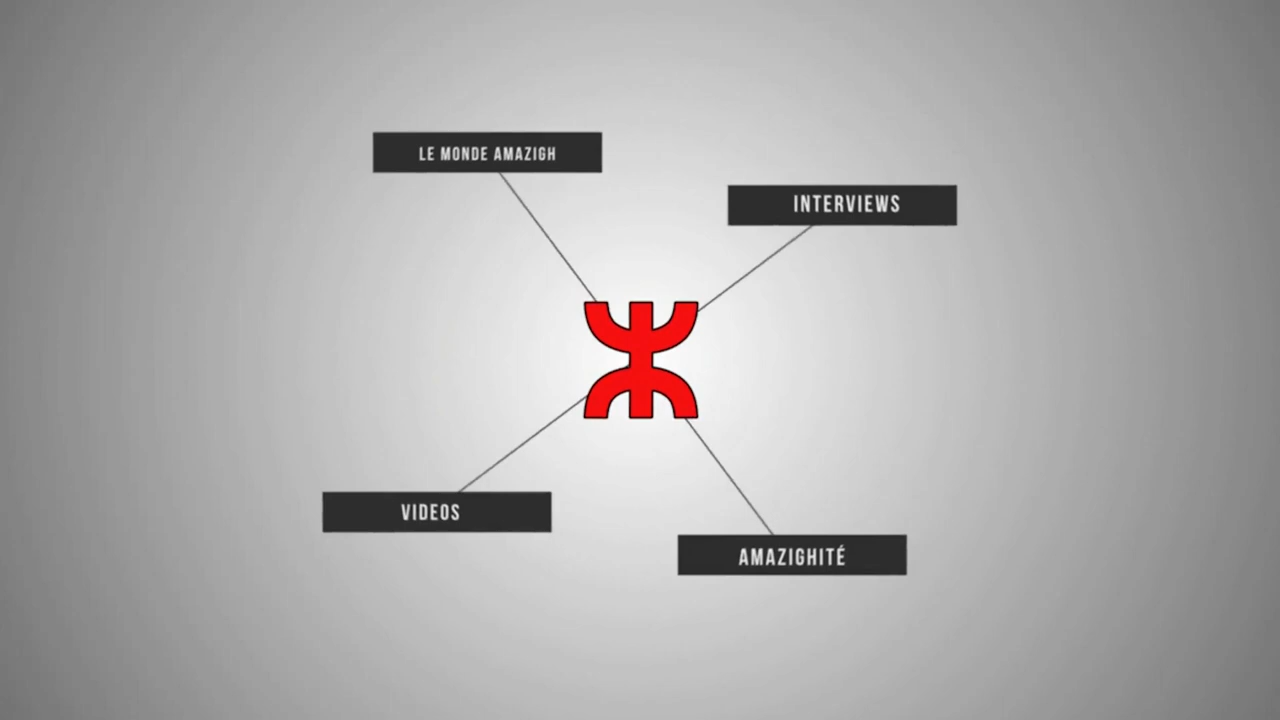 LE MONDE AMAZIGH
INTERVIEWS
ⵣ
VIDEOS
AMAZIGHITÉ